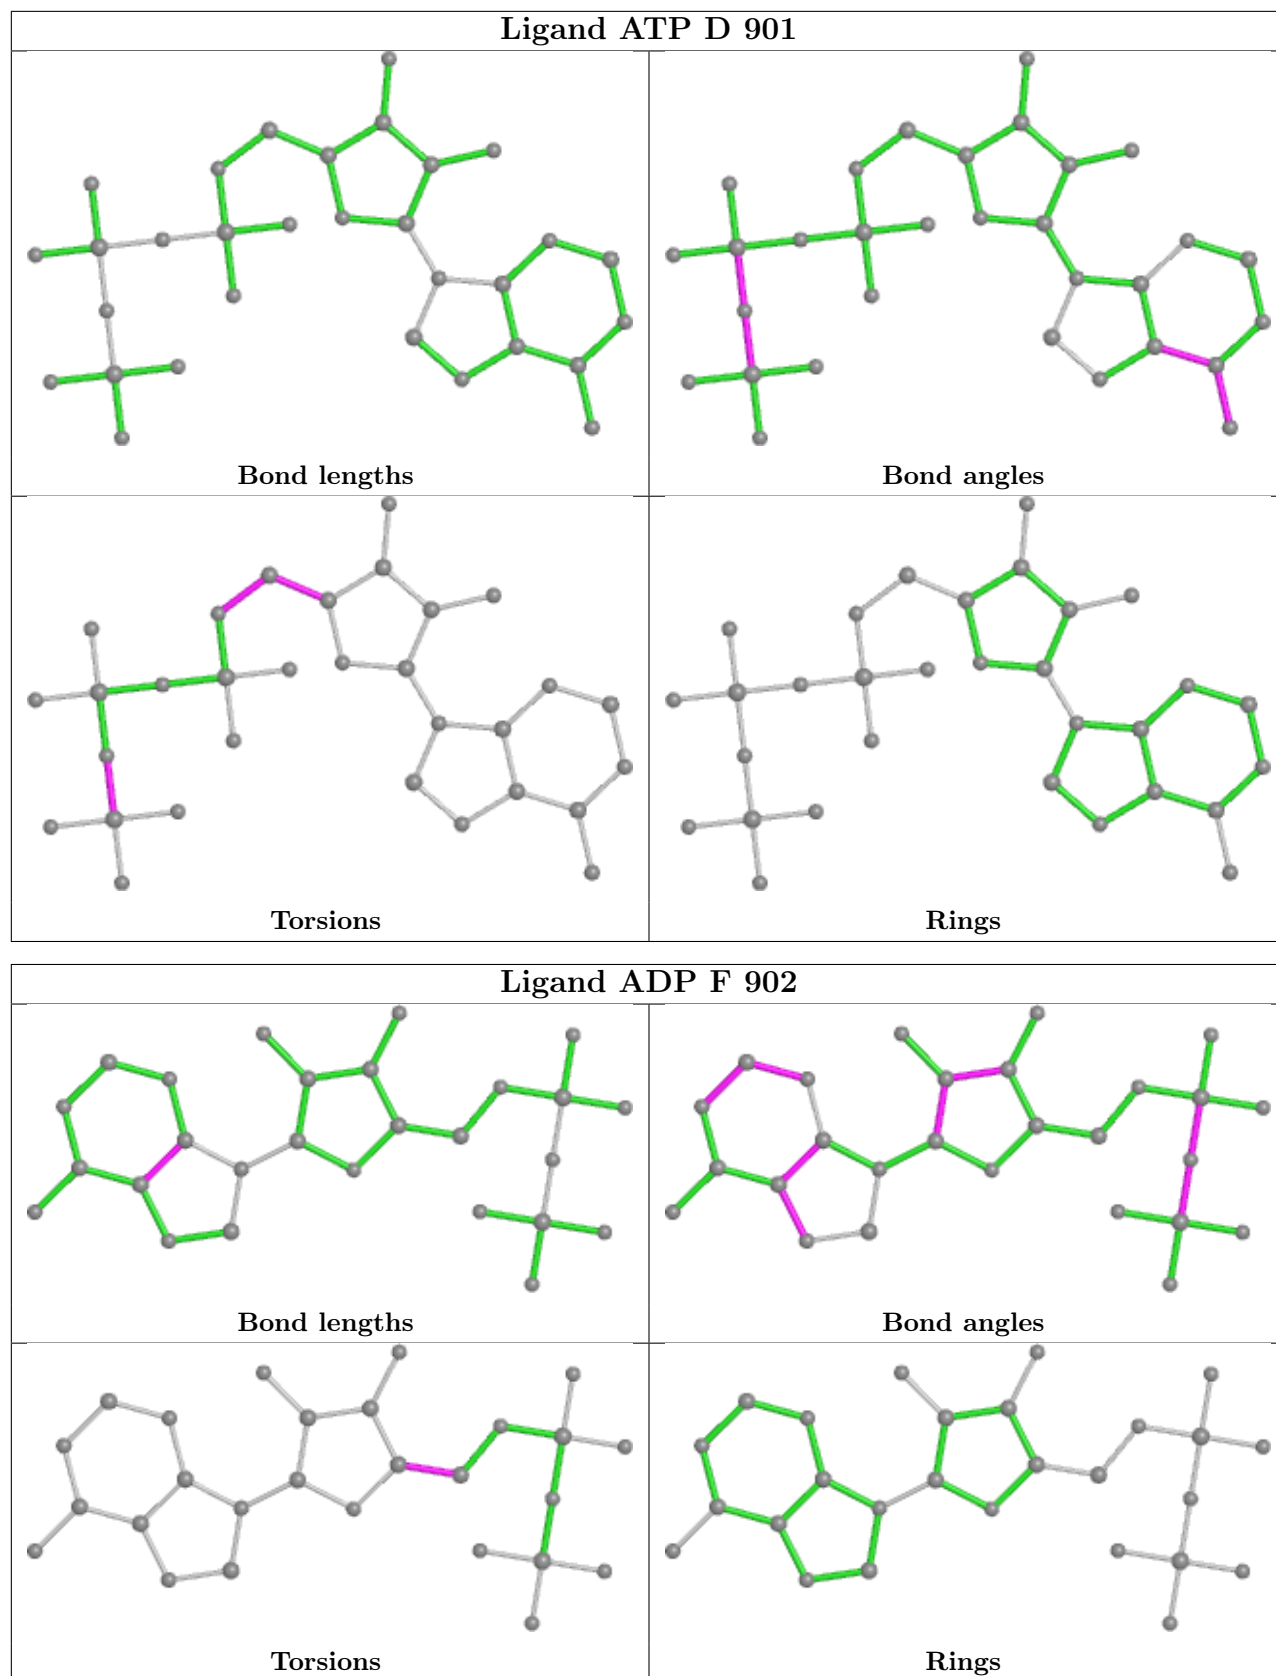 Ligand ATP D 901
Bond lengths
Bond angles
Torsions
Rings
Ligand ADP F 902
Bond lengths
Bond angles
Torsions
Rings